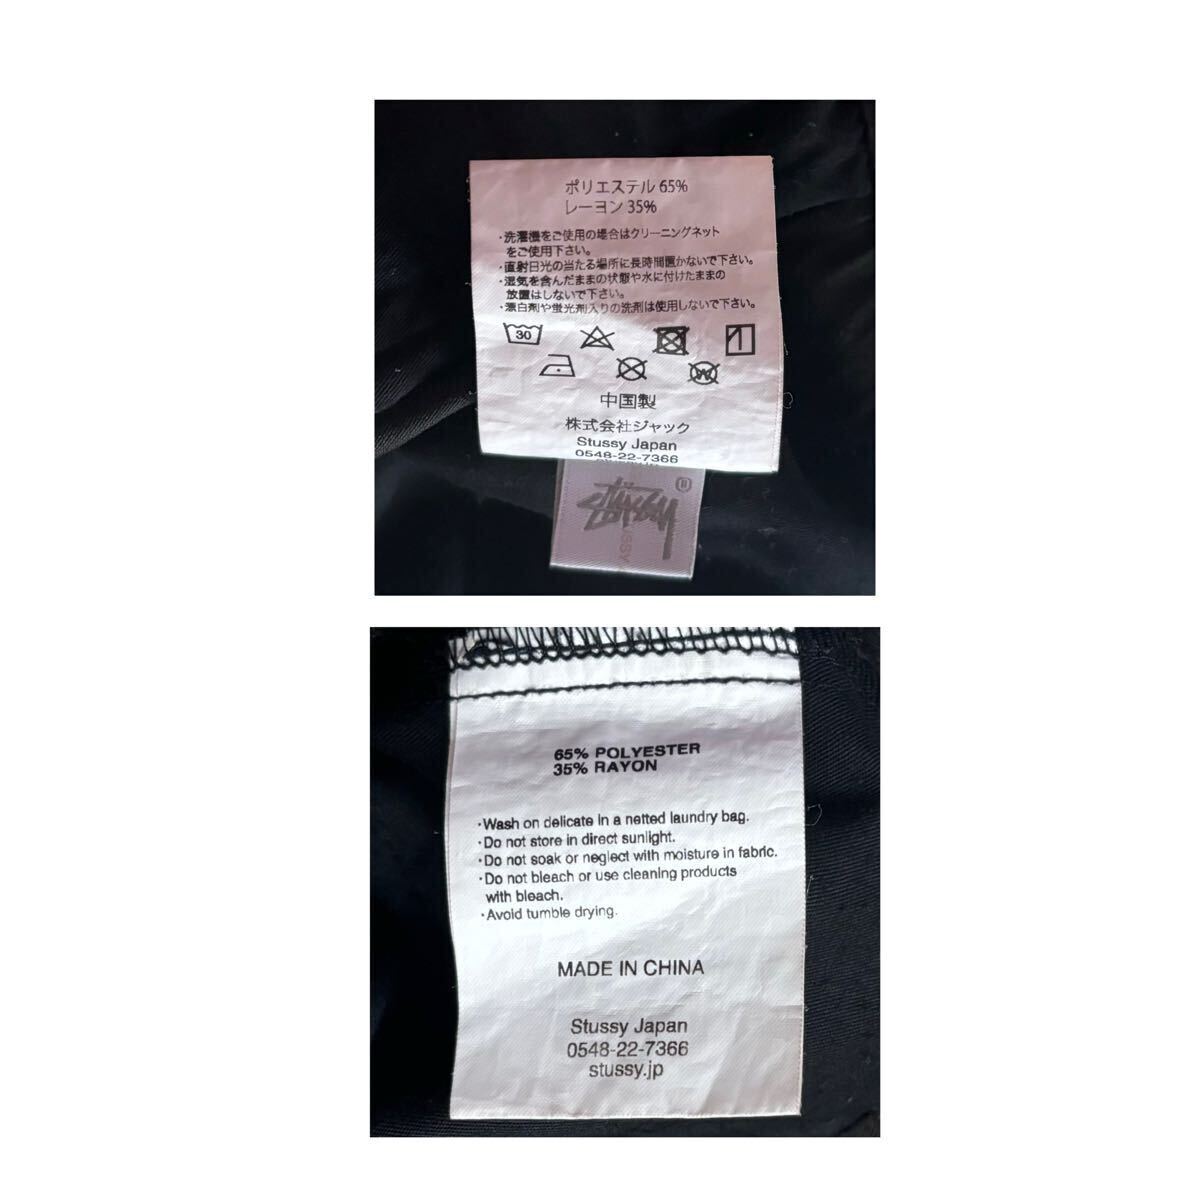 ポリエステル 65%
レーヨン 35%
・洗濯機をご使用の場合はクリーニングネット
をご使用下さい。
・直射日光の当たる場所に長時間置かないで下さい。
・湿気を含んだままの状態や水に付けたままの
放置はしないで下さい。
・漂白剤や蛍光剤入りの洗剤は使用しないで下さい。
30
W
中国製
株式会社ジャック
Stussy Japan
0548-22-7366
Stüssy ®
65% POLYESTER
35% RAYON
・Wash on delicate in a netted laundry bag.
・Do not store in direct sunlight.
・Do not soak or neglect with moisture in fabric.
・Do not bleach or use cleaning products
with bleach.
・Avoid tumble drying.
MADE IN CHINA
Stussy Japan
0548-22-7366
stussy.jp